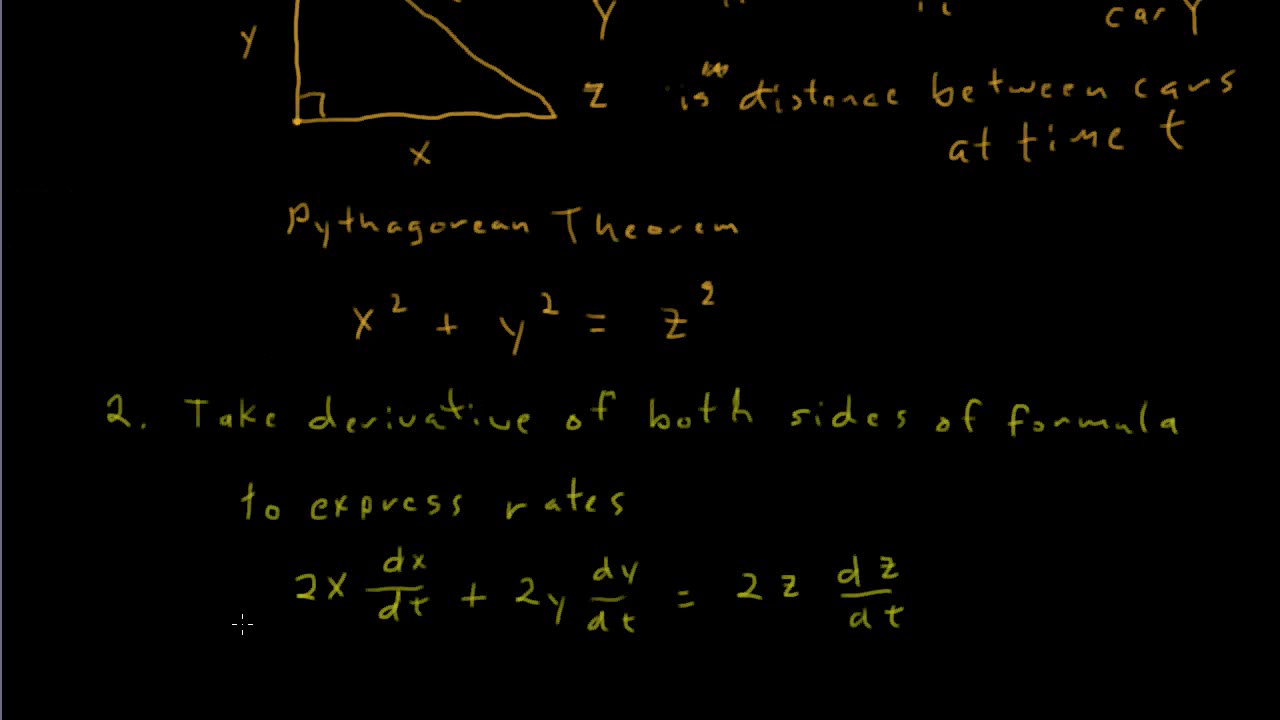 y Y " " car Y
z is distance between cars
at time t
x
Pythagorean Theorem
x² + y² = z²
2. Take derivative of both sides of formula
to express rates
2x dx/dt + 2y dy/dt = 2z dz/dt